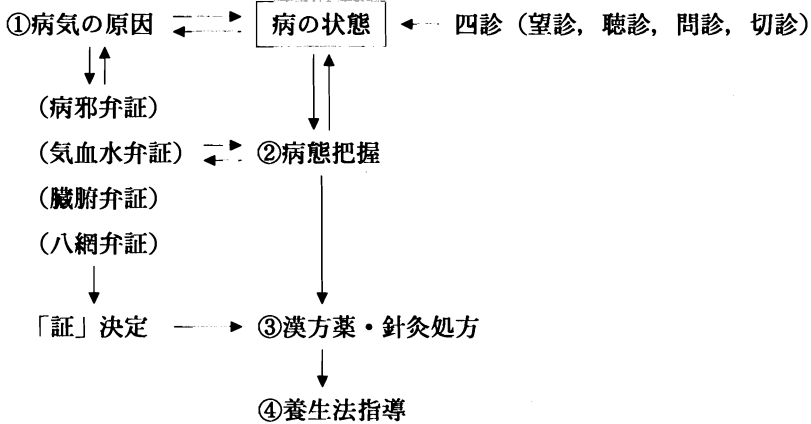 ①病気の原因 病の状態 四診（望診，聴診，問診，切診）
（病邪弁証）
（気血水弁証） ②病態把握
（臓腑弁証）
（八網弁証）
「証」決定 ③漢方薬・針灸処方
④養生法指導